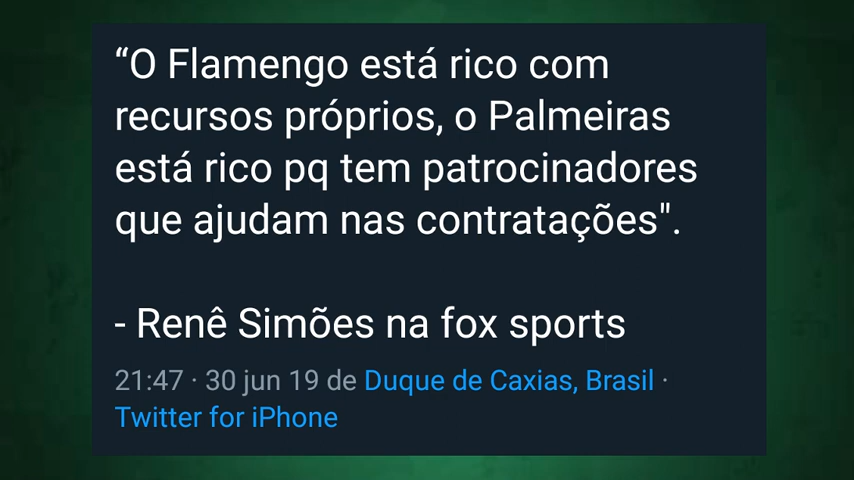 “O Flamengo está rico com
recursos próprios, o Palmeiras
está rico pq tem patrocinadores
que ajudam nas contratações".
- Renê Simões na fox sports
21:47 · 30 jun 19 de Duque de Caxias, Brasil ·
Twitter for iPhone